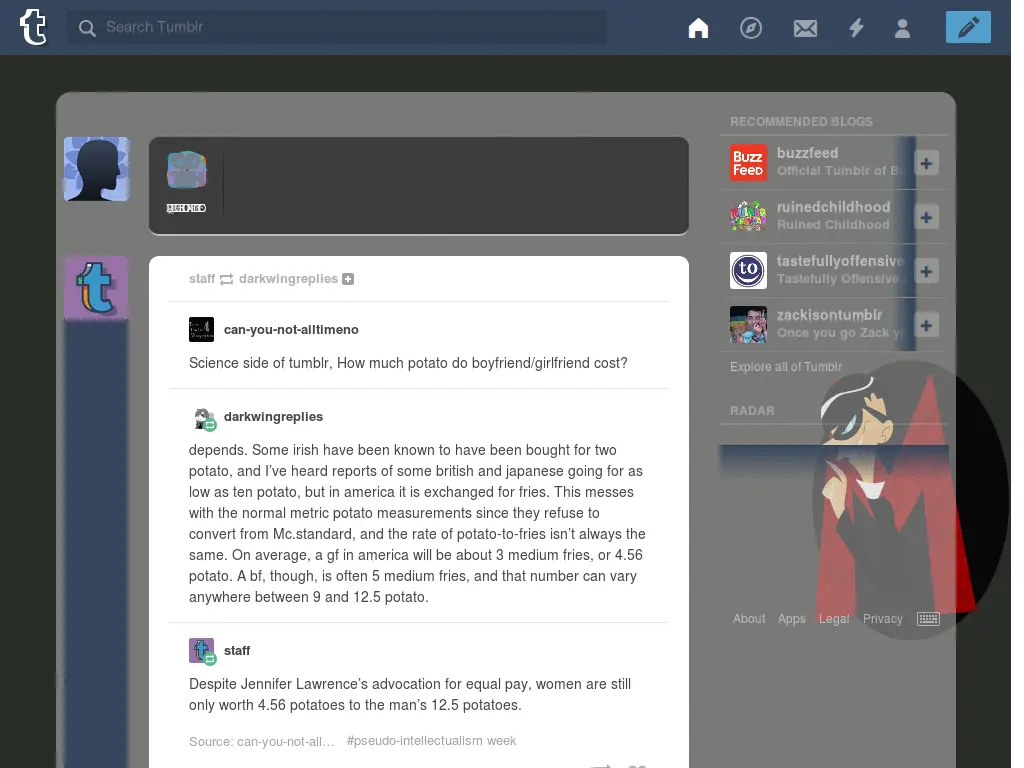 Search Tumblr
RECOMMENDED BLOGS
buzzfeed
Official Tumblr of Bu
Buzz
Feed
ruinedchildhood
Ruined Childhood
tastefullyoffensive
Tastefully Offensive
to
zackisontumblr
Once you go Zack
Explore all of Tumblr
RADAR
About Apps Legal Privacy
staff darkwingreplies
can-you-not-alltimeno
Science side of tumblr, How much potato do boyfriend/girlfriend cost?
darkwingreplies
depends. Some irish have been known to have been bought for two
potato, and I've heard reports of some british and japanese going for as
low as ten potato, but in america it is exchanged for fries. This messes
with the normal metric potato measurements since they refuse to
convert from Mc.standard, and the rate of potato-to-fries isn't always the
same. On average, a gf in america will be about 3 medium fries, or 4.56
potato. A bf, though, is often 5 medium fries, and that number can vary
anywhere between 9 and 12.5 potato.
staff
Despite Jennifer Lawrence's advocation for equal pay, women are still
only worth 4.56 potatoes to the man's 12.5 potatoes.
Source: can-you-not-all… #pseudo-intellectualism week